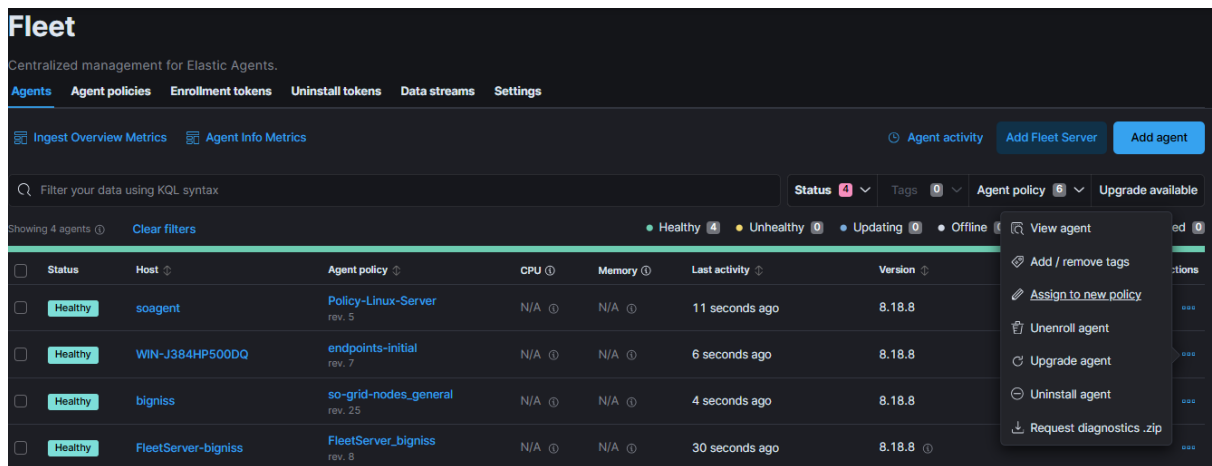 Fleet
Centralized management for Elastic Agents.
Agents Agent policies Enrollment tokens Uninstall tokens Data streams Settings
Ingest Overview Metrics Agent Info Metrics Agent activity Add Fleet Server Add agent
Filter your data using KQL syntax Status 4 Tags 0 Agent policy 6 Upgrade available
Showing 4 agents Clear filters Healthy 4 Unhealthy 0 Updating 0 Offline ed 0
Status Host Agent policy CPU Memory Last activity Version tions
Healthy soagent Policy-Linux-Server rev. 5 N/A N/A 11 seconds ago 8.18.8
Healthy WIN-J384HP500DQ endpoints-initial rev. 7 N/A N/A 6 seconds ago 8.18.8
Healthy bigniss so-grid-nodes_general rev. 25 N/A N/A 4 seconds ago 8.18.8
Healthy FleetServer-bigniss FleetServer_bigniss rev. 8 N/A N/A 30 seconds ago 8.18.8
View agent
Add / remove tags
Assign to new policy
Unenroll agent
Upgrade agent
Uninstall agent
Request diagnostics .zip